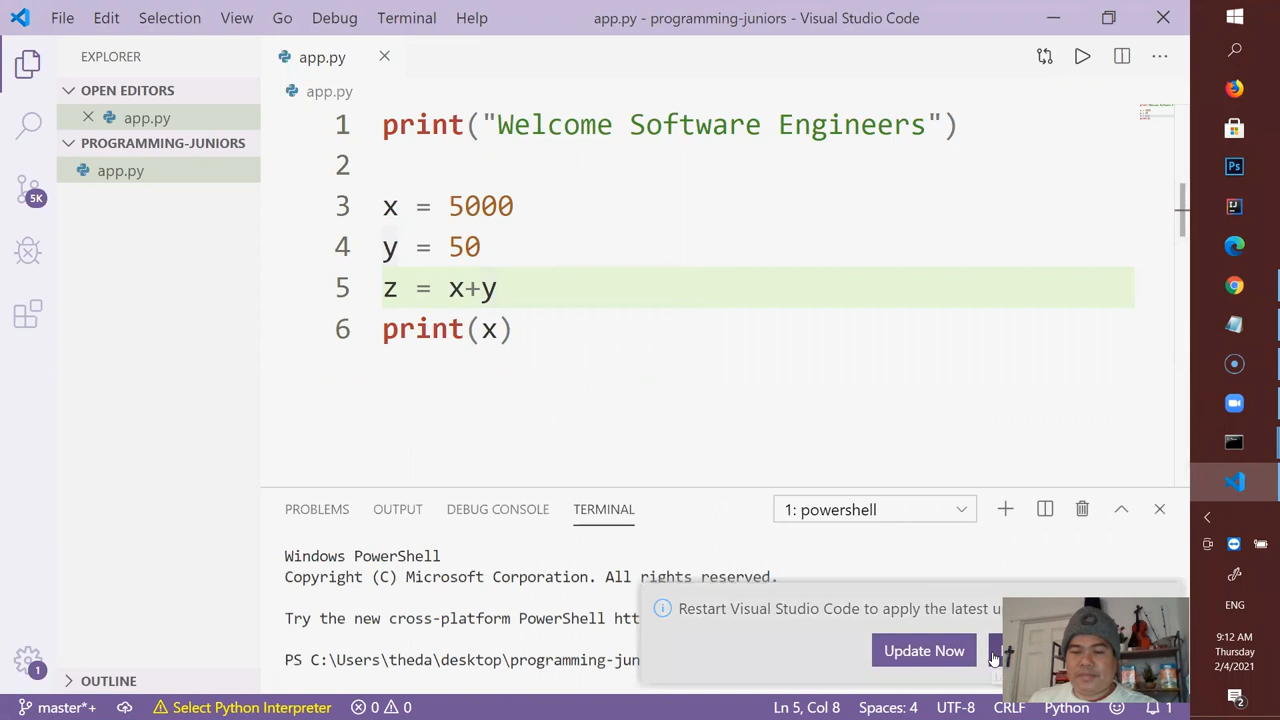 File Edit Selection View Go Debug Terminal Help app.py - programming-juniors - Visual Studio Code
EXPLORER
OPEN EDITORS
app.py
PROGRAMMING-JUNIORS
app.py
OUTLINE
5K
1
app.py
app.py
1 print("Welcome Software Engineers")
2
3 x = 5000
4 y = 50
5 z = x+y
6 print(x)
PROBLEMS OUTPUT DEBUG CONSOLE TERMINAL 1: powershell
Windows PowerShell
Copyright (C) Microsoft Corporation. All rights reserved.
Try the new cross-platform PowerShell htt
PS C:\Users\theda\desktop\programming-jun
Restart Visual Studio Code to apply the latest u
Update Now
master*+ Select Python Interpreter 0 0 Ln 5, Col 8 Spaces: 4 UTF-8 CRLF Python 1
Ps
ENG
9:12 AM
Thursday
2/4/2021
2